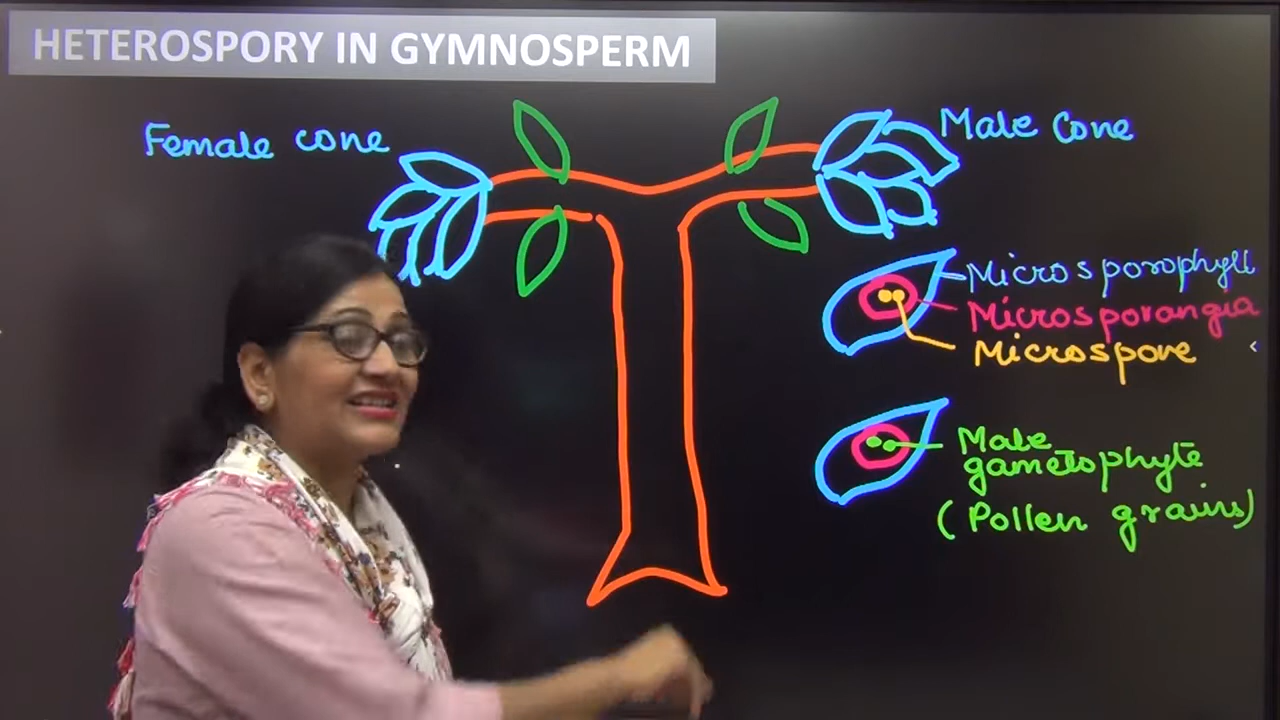 HETEROSPORY IN GYMNOSPERM
Female cone
Male Cone
Microsporophyll
Microsporangia
Microspore
Male
gametophyte
(Pollen grains)